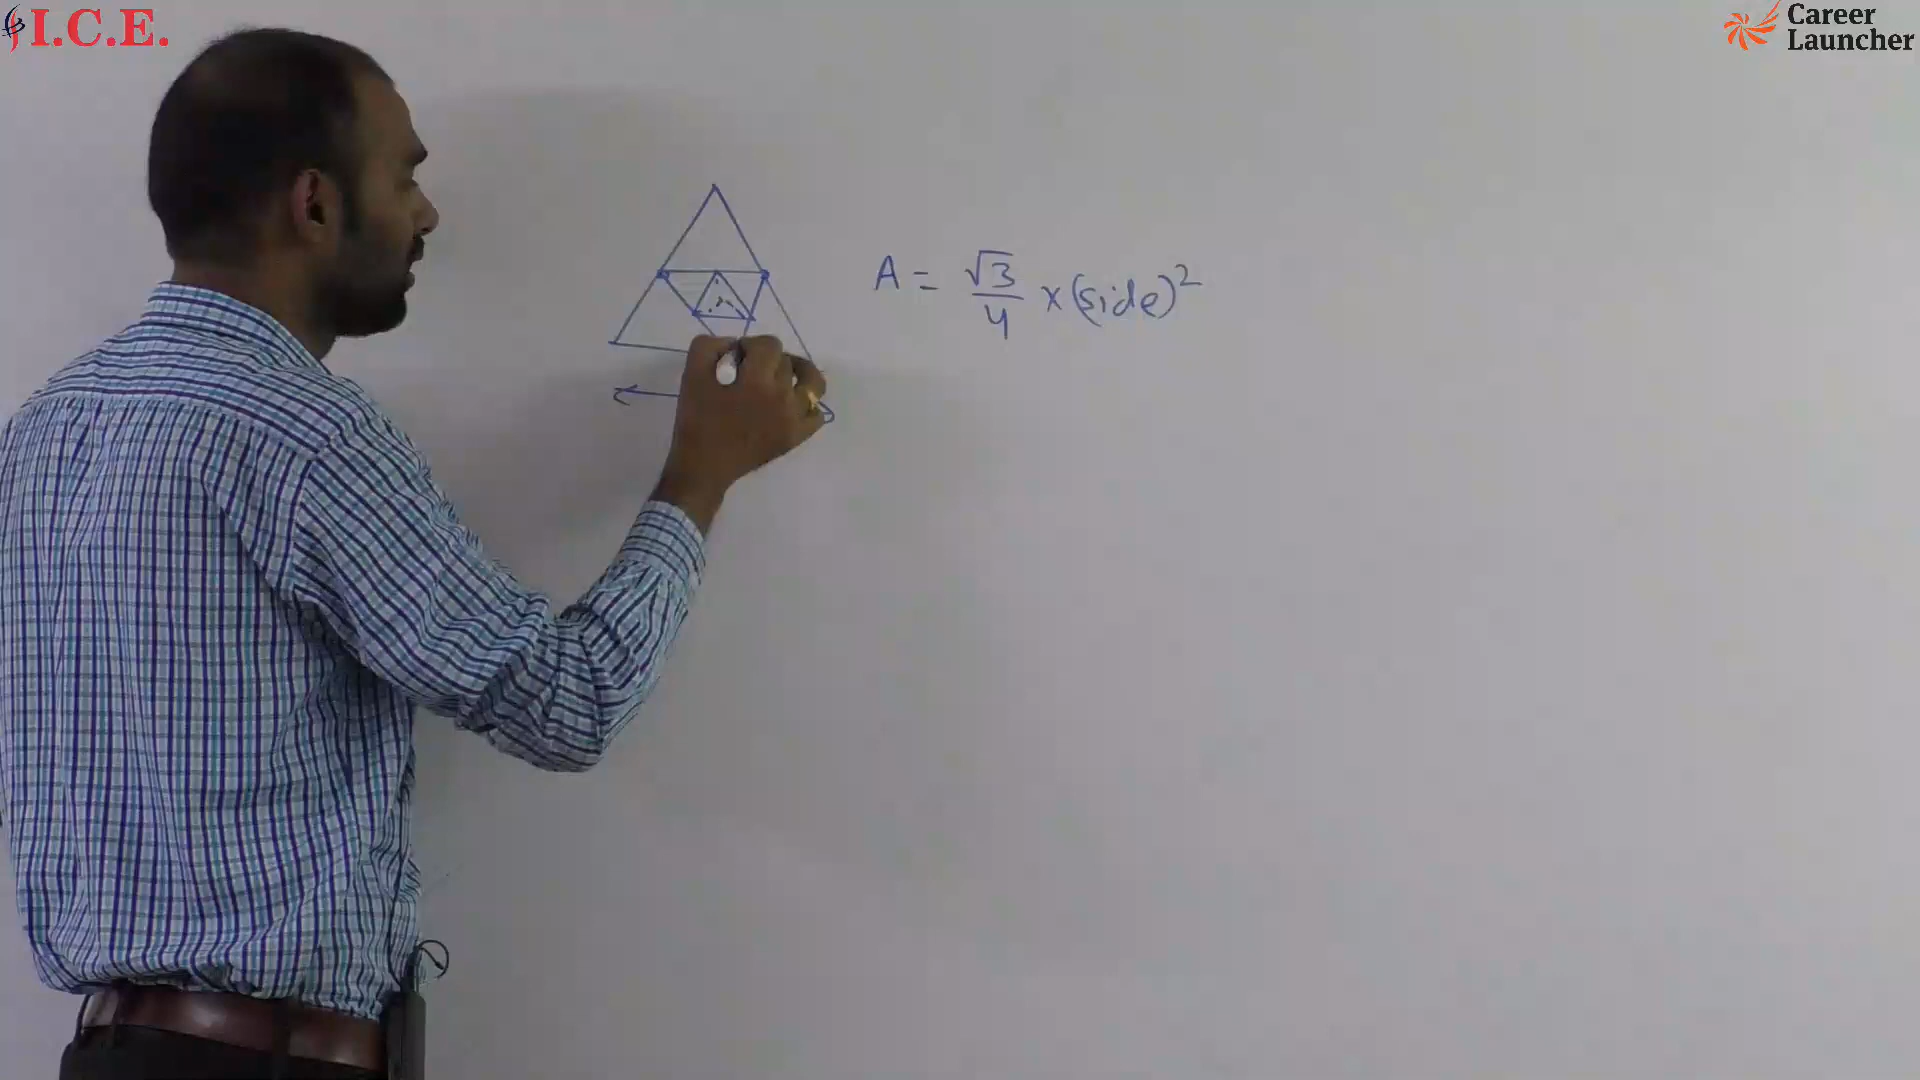 I.C.E.
Career
Launcher
A = √3/4 × (side)²